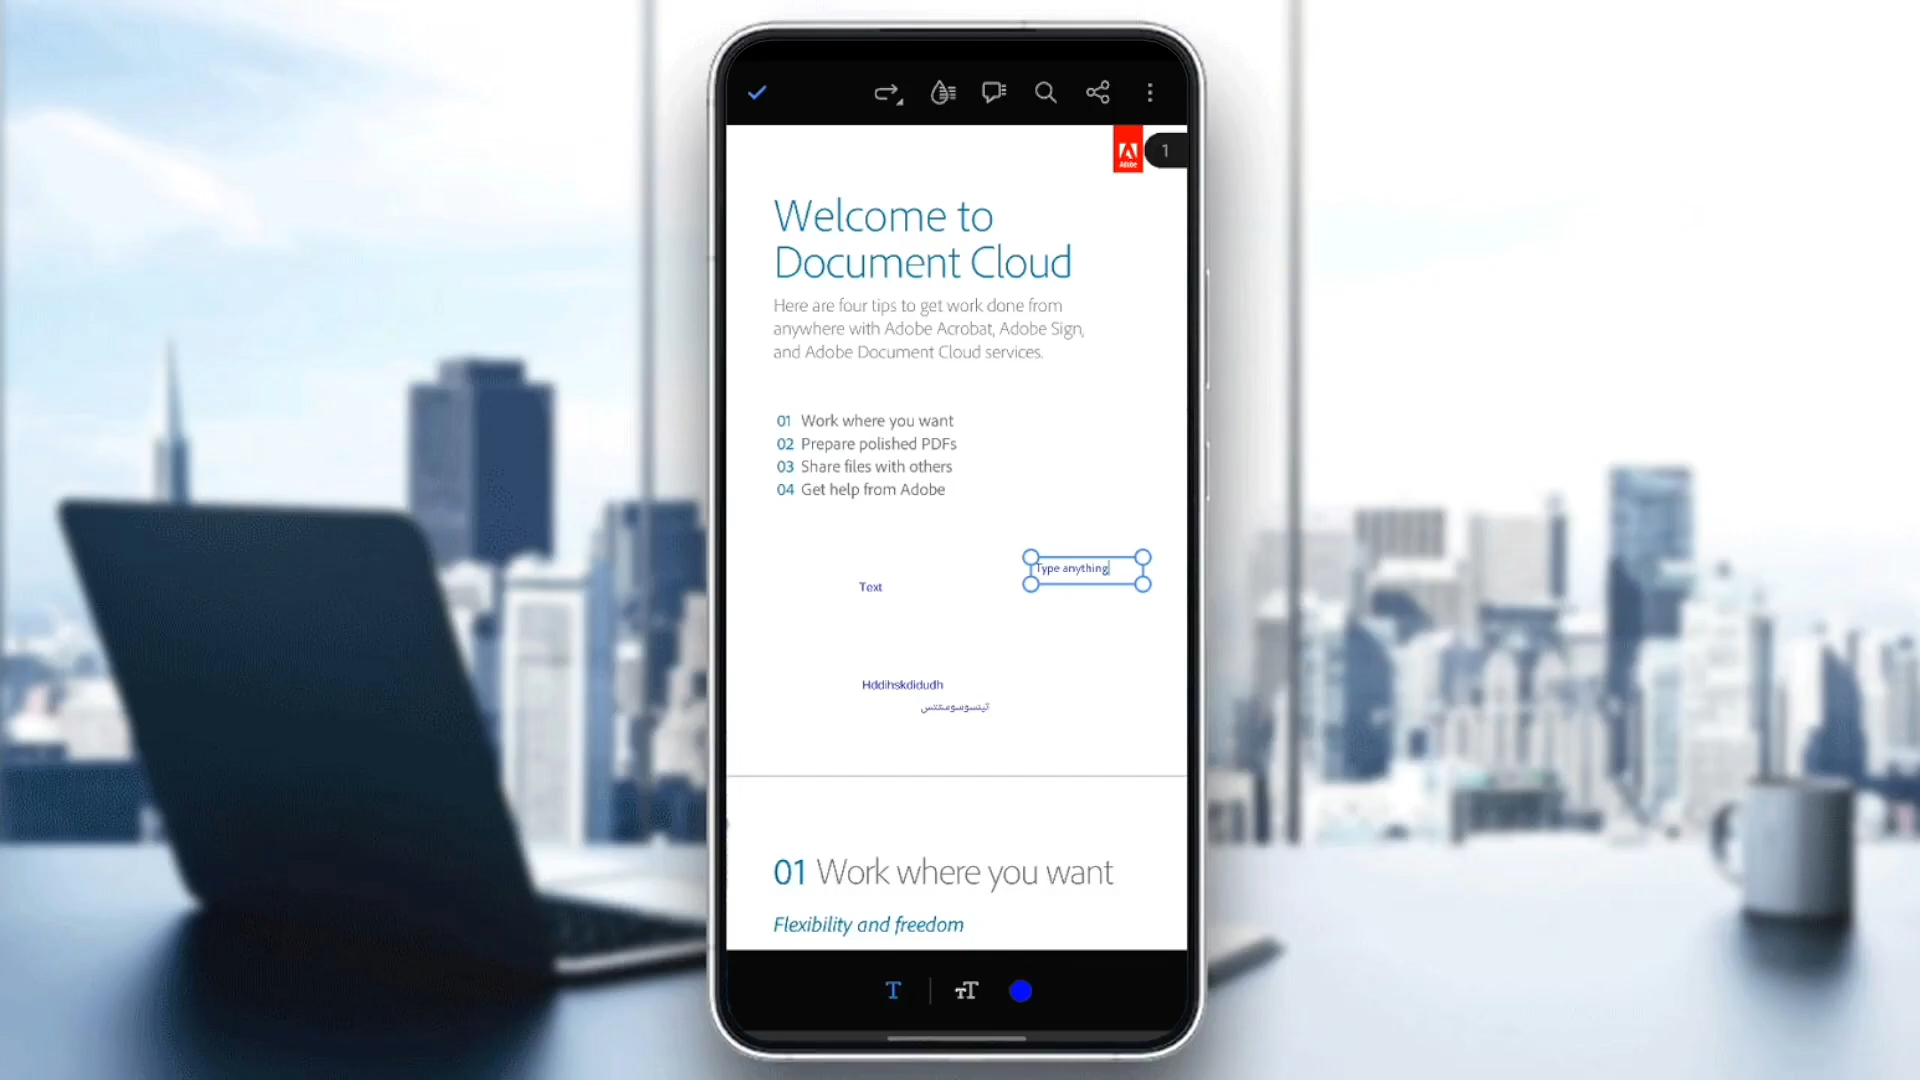 Adobe
1
Welcome to
Document Cloud
Here are four tips to get work done from
anywhere with Adobe Acrobat, Adobe Sign,
and Adobe Document Cloud services.
01 Work where you want
02 Prepare polished PDFs
03 Share files with others
04 Get help from Adobe
Type anything
Text
Hddihskdidudh
01 Work where you want
Flexibility and freedom